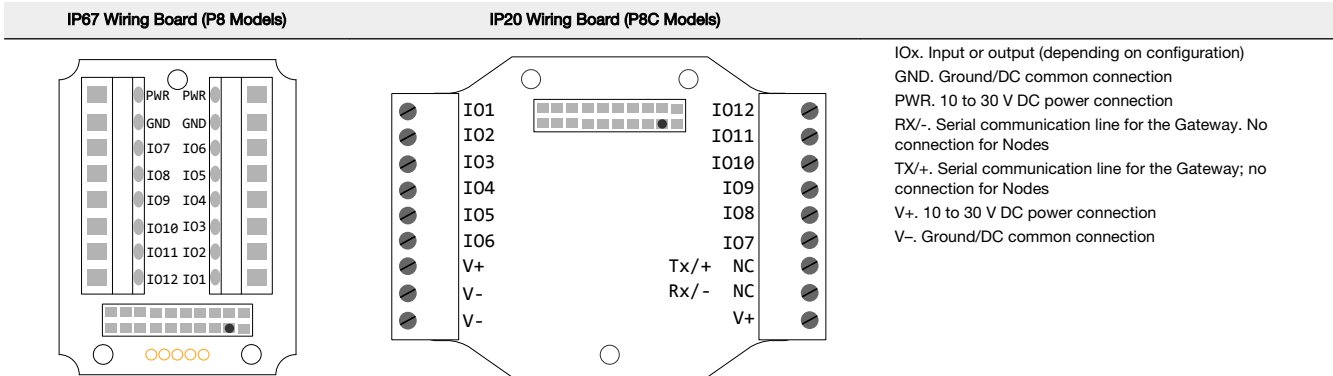 IP67 Wiring Board (P8 Models)
IP20 Wiring Board (P8C Models)
PWR PWR
GND GND
IO7 IO6
IO8 IO5
IO9 IO4
IO10 IO3
IO11 IO2
IO12 IO1
IO1 IO12
IO2 IO11
IO3 IO10
IO4 IO9
IO5 IO8
IO6 IO7
V+ Tx/+ NC
V- Rx/- NC
V- V+
IOx. Input or output (depending on configuration)
GND. Ground/DC common connection
PWR. 10 to 30 V DC power connection
RX/-. Serial communication line for the Gateway. No
connection for Nodes
TX/+. Serial communication line for the Gateway; no
connection for Nodes
V+. 10 to 30 V DC power connection
V–. Ground/DC common connection